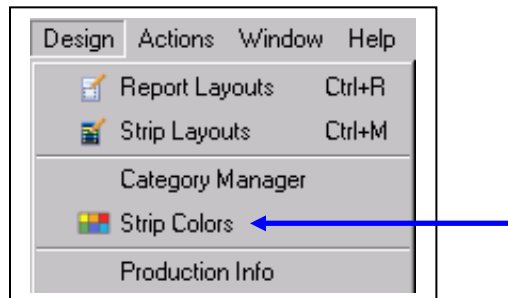 Design Actions Window Help
Report Layouts Ctrl+R
Strip Layouts Ctrl+M
Category Manager
Strip Colors
Production Info